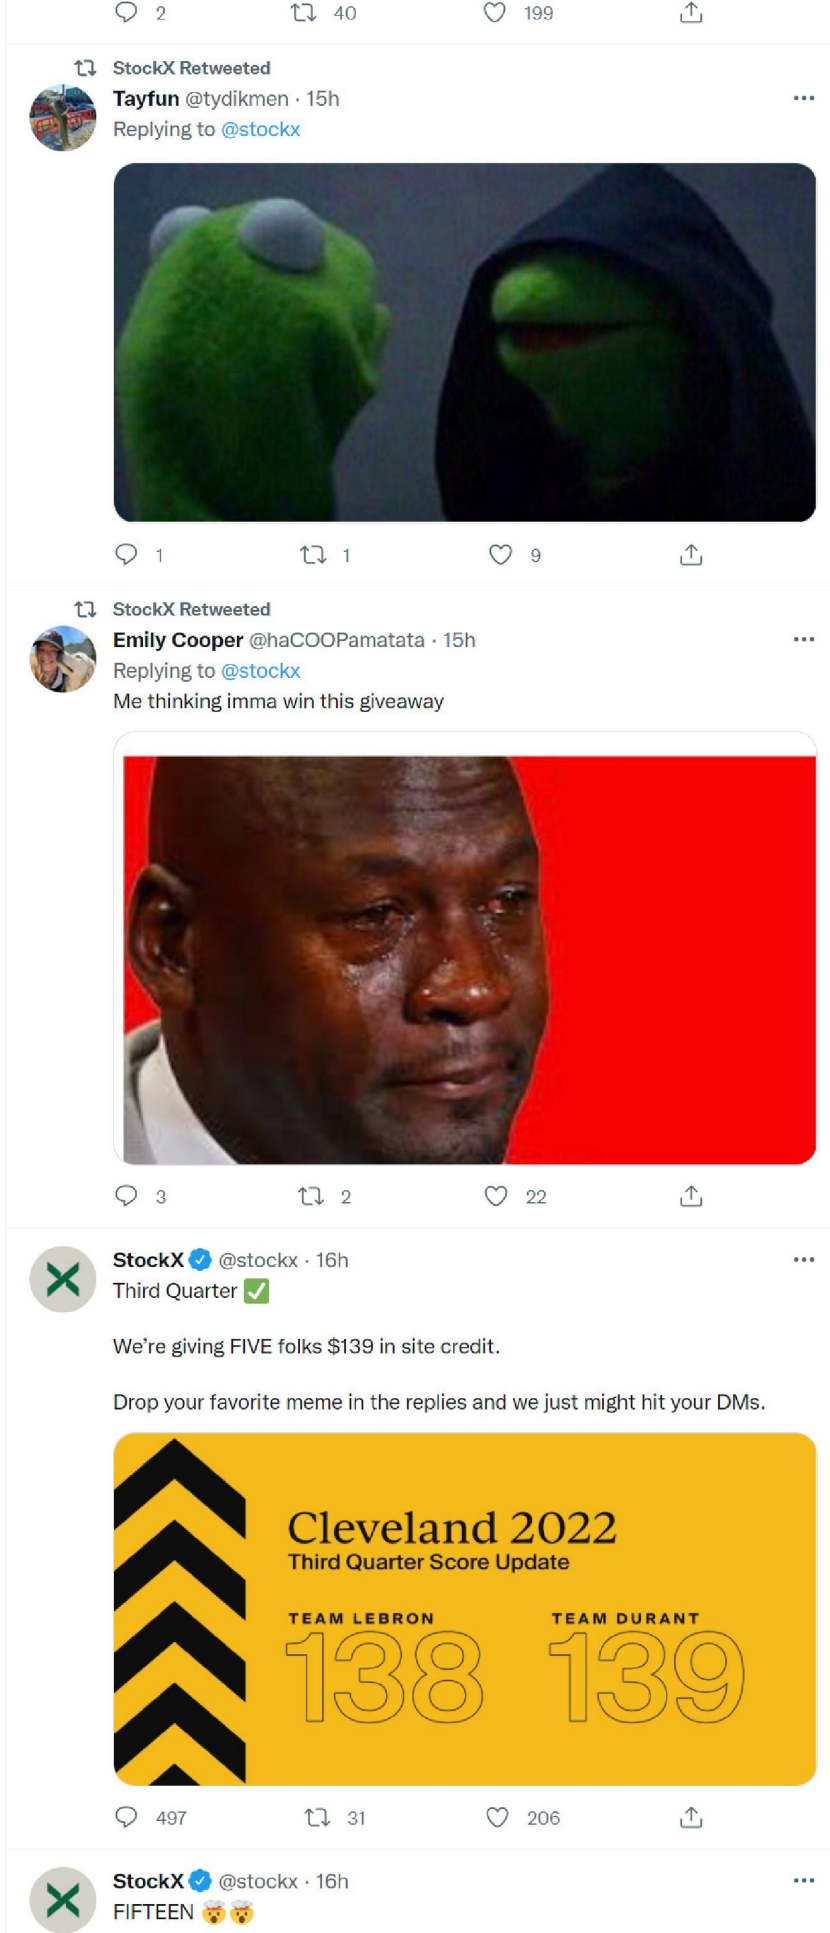 2 40 199
StockX Retweeted
Tayfun @tydikmen · 15h
Replying to @stockx
1 1 9
StockX Retweeted
Emily Cooper @haCOOPamatata · 15h
Replying to @stockx
Me thinking imma win this giveaway
3 2 22
StockX @stockx · 16h
Third Quarter ✅
We're giving FIVE folks $139 in site credit.
Drop your favorite meme in the replies and we just might hit your DMs.
Cleveland 2022
Third Quarter Score Update
TEAM LEBRON TEAM DURANT
138 139
497 31 206
StockX @stockx · 16h
FIFTEEN 🤯🤯